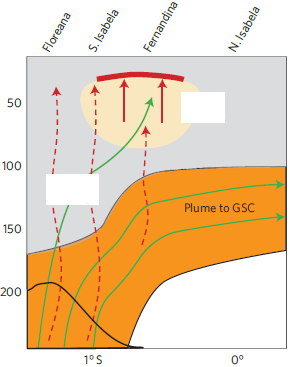 Floreana
S. Isabela
Fernandina
N. Isabela
50
100
150
200
Plume to GSC
1° S
0°